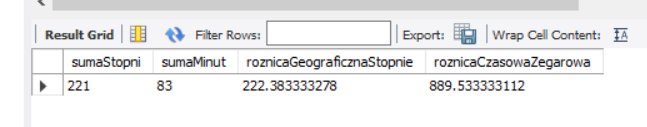 Result Grid Filter Rows: Export: Wrap Cell Content:
sumaStopni sumaMinut roznicaGeograficznaStopnie roznicaCzasowaZegarowa
221 83 222.383333278 889.533333112